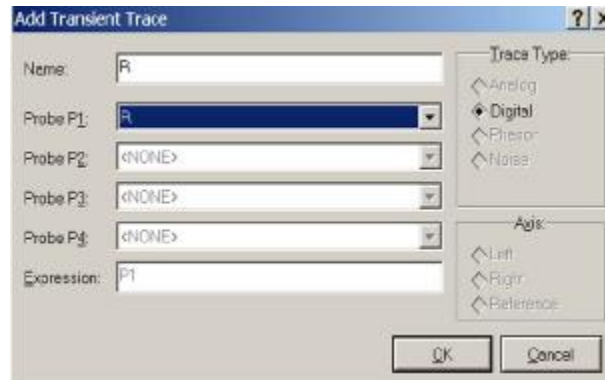 Add Transient Trace
Name: R
Probe P1: R
Probe P2: <NONE>
Probe P3: <NONE>
Probe P4: <NONE>
Expression: P1
Trace Type:
Analog
Digital
Phasor
Noise
Axis:
Left
Right
Reference
OK
Cancel